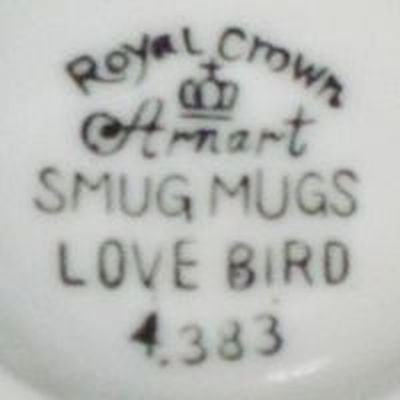 Royal Crown
Arnart
SMUG MUGS
LOVE BIRD
4.383